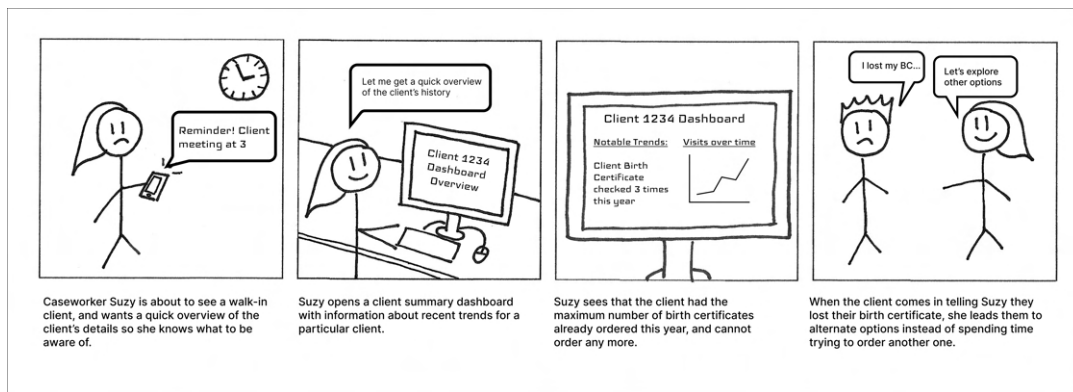 Reminder! Client
meeting at 3
Caseworker Suzy is about to see a walk-in
client, and wants a quick overview of the
client's details so she knows what to be
aware of.
Let me get a quick overview
of the client's history
Client 1234
Dashboard
Overview
Suzy opens a client summary dashboard
with information about recent trends for a
particular client.
Client 1234 Dashboard
Notable Trends:
Client Birth
Certificate
checked 3 times
this year
Visits over time
Suzy sees that the client had the
maximum number of birth certificates
already ordered this year, and cannot
order any more.
I lost my BC...
Let's explore
other options
When the client comes in telling Suzy they
lost their birth certificate, she leads them to
alternate options instead of spending time
trying to order another one.